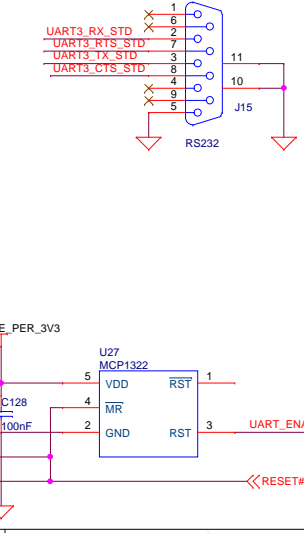 1
6
UART3_RX_STD 2
UART3_RTS_STD 7
UART3_TX_STD 3 11
UART3_CTS_STD 8
4 10
9
5 J15
RS232
E_PER_3V3
U27
MCP1322
5 VDD RST 1
C128 4 MR
100nF 2 GND RST 3 UART_ENA
RESET#